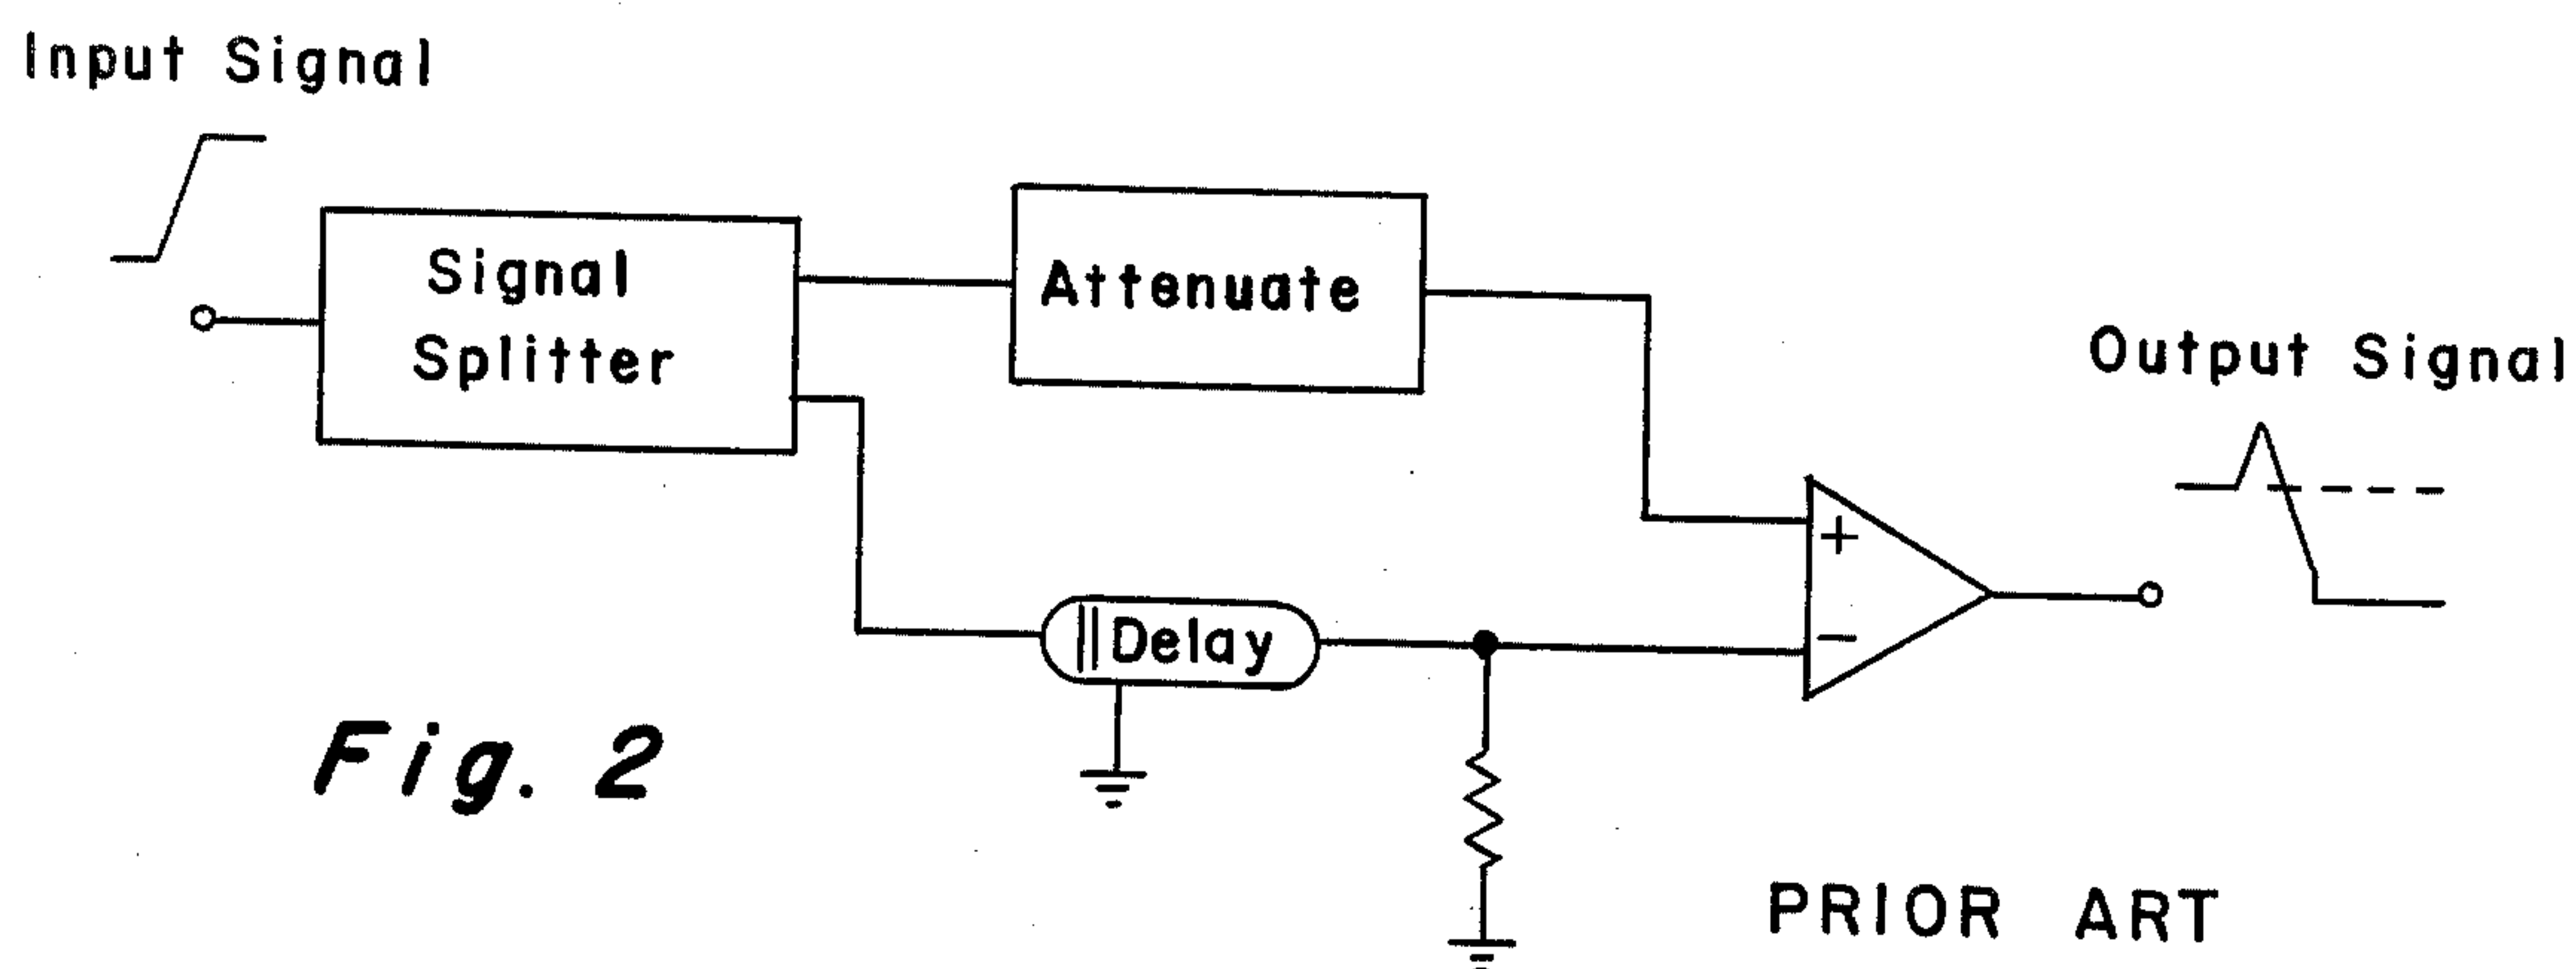 Input Signal
Signal
Splitter
Attenuate
Output Signal
+
−
Delay
Fig. 2
PRIOR ART